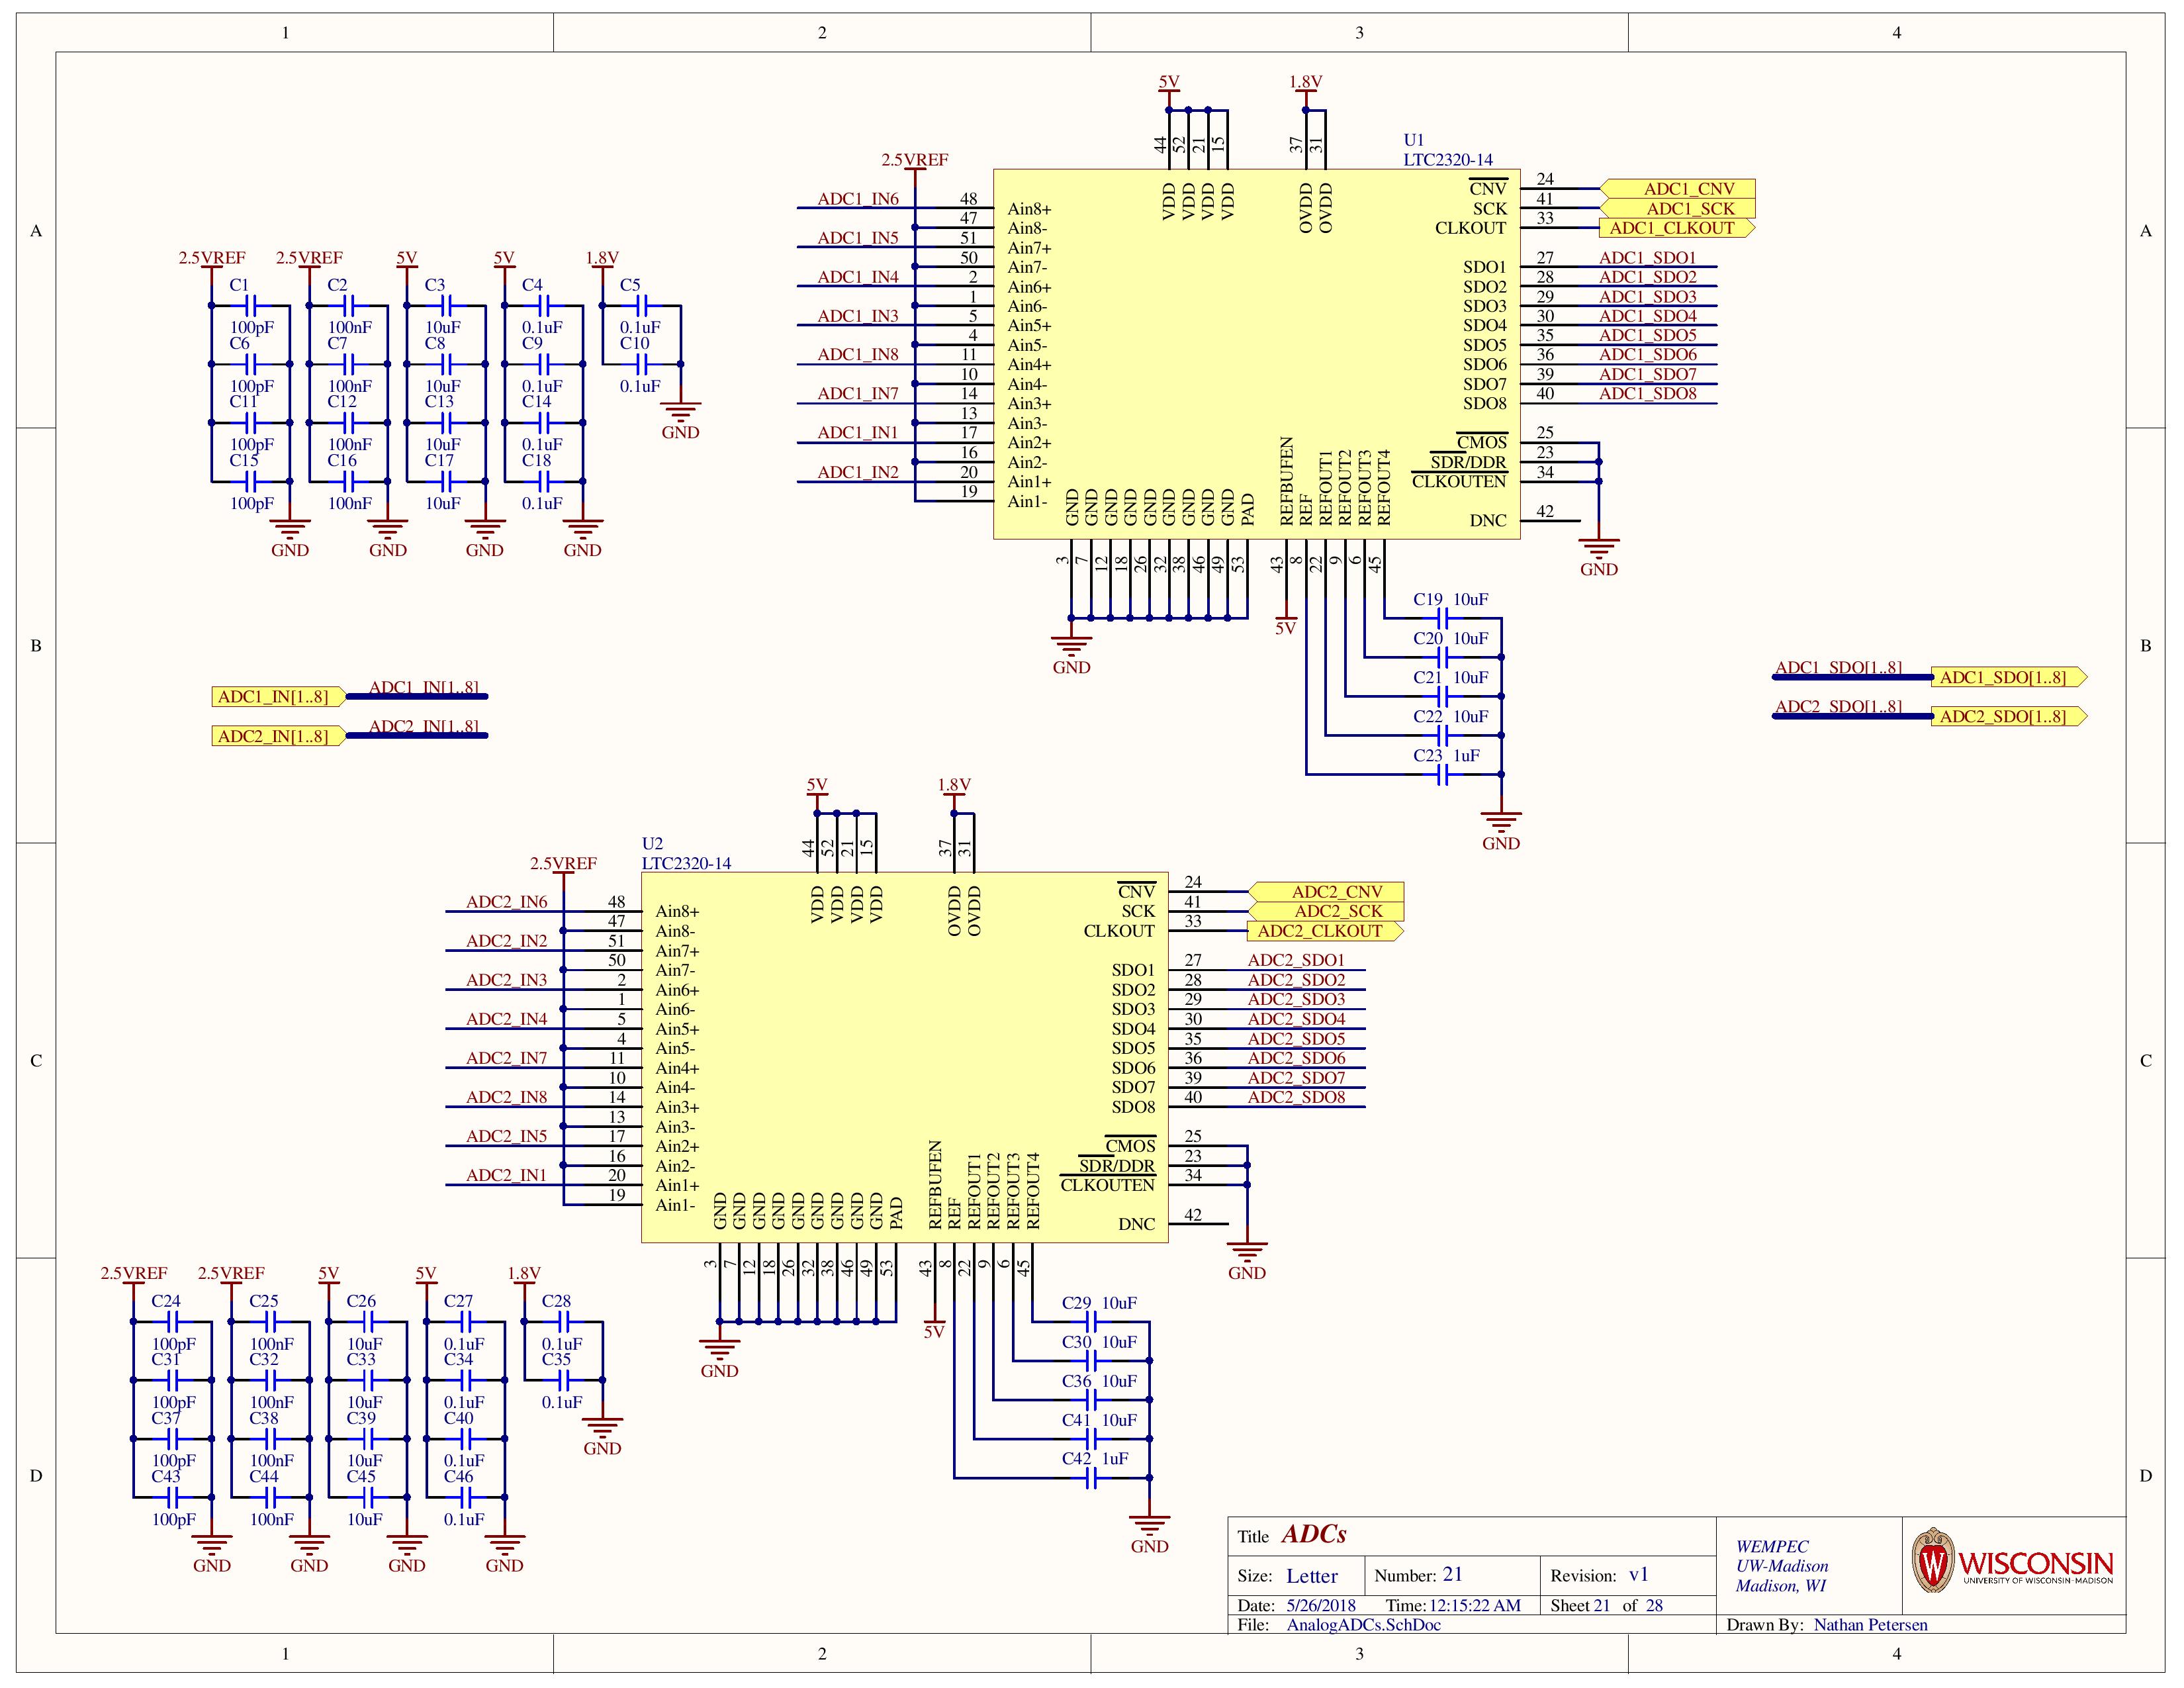 1 2 3 4
A A
B B
C C
D D
5V 1.8V
44 52 21 15 37 31
U1
LTC2320-14
2.5VREF
VDD VDD VDD VDD OVDD OVDD
ADC1_IN6 48 Ain8+
47 Ain8-
ADC1_IN5 51 Ain7+
50 Ain7-
ADC1_IN4 2 Ain6+
1 Ain6-
ADC1_IN3 5 Ain5+
4 Ain5-
ADC1_IN8 11 Ain4+
10 Ain4-
ADC1_IN7 14 Ain3+
13 Ain3-
ADC1_IN1 17 Ain2+
16 Ain2-
ADC1_IN2 20 Ain1+
19 Ain1-
CNV 24 ADC1_CNV
SCK 41 ADC1_SCK
CLKOUT 33 ADC1_CLKOUT
SDO1 27 ADC1_SDO1
SDO2 28 ADC1_SDO2
SDO3 29 ADC1_SDO3
SDO4 30 ADC1_SDO4
SDO5 35 ADC1_SDO5
SDO6 36 ADC1_SDO6
SDO7 39 ADC1_SDO7
SDO8 40 ADC1_SDO8
CMOS 25
SDR/DDR 23
CLKOUTEN 34
DNC 42
GND
GND GND GND GND GND GND GND GND GND PAD
REFBUFEN REF REFOUT1 REFOUT2 REFOUT3 REFOUT4
3 7 12 18 26 32 38 46 49 53
43 8 22 9 6 45
GND
5V
C19 10uF
C20 10uF
C21 10uF
C22 10uF
C23 1uF
GND
2.5VREF 2.5VREF 5V 5V 1.8V
C1 C2 C3 C4 C5
100pF 100nF 10uF 0.1uF 0.1uF
C6 C7 C8 C9 C10
100pF 100nF 10uF 0.1uF 0.1uF
C11 C12 C13 C14
GND
100pF 100nF 10uF 0.1uF
C15 C16 C17 C18
100pF 100nF 10uF 0.1uF
GND GND GND GND
ADC1_IN[1..8] ADC1_IN[1..8]
ADC2_IN[1..8] ADC2_IN[1..8]
ADC1_SDO[1..8] ADC1_SDO[1..8]
ADC2_SDO[1..8] ADC2_SDO[1..8]
5V 1.8V
44 52 21 15 37 31
U2
LTC2320-14
2.5VREF
VDD VDD VDD VDD OVDD OVDD
ADC2_IN6 48 Ain8+
47 Ain8-
ADC2_IN2 51 Ain7+
50 Ain7-
ADC2_IN3 2 Ain6+
1 Ain6-
ADC2_IN4 5 Ain5+
4 Ain5-
ADC2_IN7 11 Ain4+
10 Ain4-
ADC2_IN8 14 Ain3+
13 Ain3-
ADC2_IN5 17 Ain2+
16 Ain2-
ADC2_IN1 20 Ain1+
19 Ain1-
CNV 24 ADC2_CNV
SCK 41 ADC2_SCK
CLKOUT 33 ADC2_CLKOUT
SDO1 27 ADC2_SDO1
SDO2 28 ADC2_SDO2
SDO3 29 ADC2_SDO3
SDO4 30 ADC2_SDO4
SDO5 35 ADC2_SDO5
SDO6 36 ADC2_SDO6
SDO7 39 ADC2_SDO7
SDO8 40 ADC2_SDO8
CMOS 25
SDR/DDR 23
CLKOUTEN 34
DNC 42
GND
GND GND GND GND GND GND GND GND GND PAD
REFBUFEN REF REFOUT1 REFOUT2 REFOUT3 REFOUT4
3 7 12 18 26 32 38 46 49 53
43 8 22 9 6 45
GND
5V
C29 10uF
C30 10uF
C36 10uF
C41 10uF
C42 1uF
GND
2.5VREF 2.5VREF 5V 5V 1.8V
C24 C25 C26 C27 C28
100pF 100nF 10uF 0.1uF 0.1uF
C31 C32 C33 C34 C35
100pF 100nF 10uF 0.1uF 0.1uF
C37 C38 C39 C40
GND
100pF 100nF 10uF 0.1uF
C43 C44 C45 C46
100pF 100nF 10uF 0.1uF
GND GND GND GND
Title ADCs
Size: Letter Number: 21 Revision: v1
Date: 5/26/2018 Time: 12:15:22 AM Sheet 21 of 28
File: AnalogADCs.SchDoc
WEMPEC
UW-Madison
Madison, WI
W WISCONSIN
UNIVERSITY OF WISCONSIN-MADISON
Drawn By: Nathan Petersen
1 2 3 4